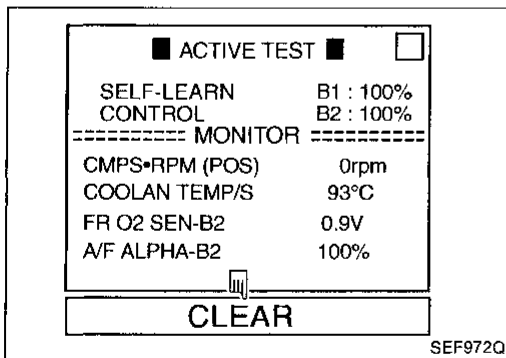 ■ ACTIVE TEST ■
SELF-LEARN B1 : 100%
CONTROL B2 : 100%
========= MONITOR =========
CMPS•RPM (POS) 0rpm
COOLAN TEMP/S 93°C
FR O2 SEN-B2 0.9V
A/F ALPHA-B2 100%
CLEAR
SEF972Q